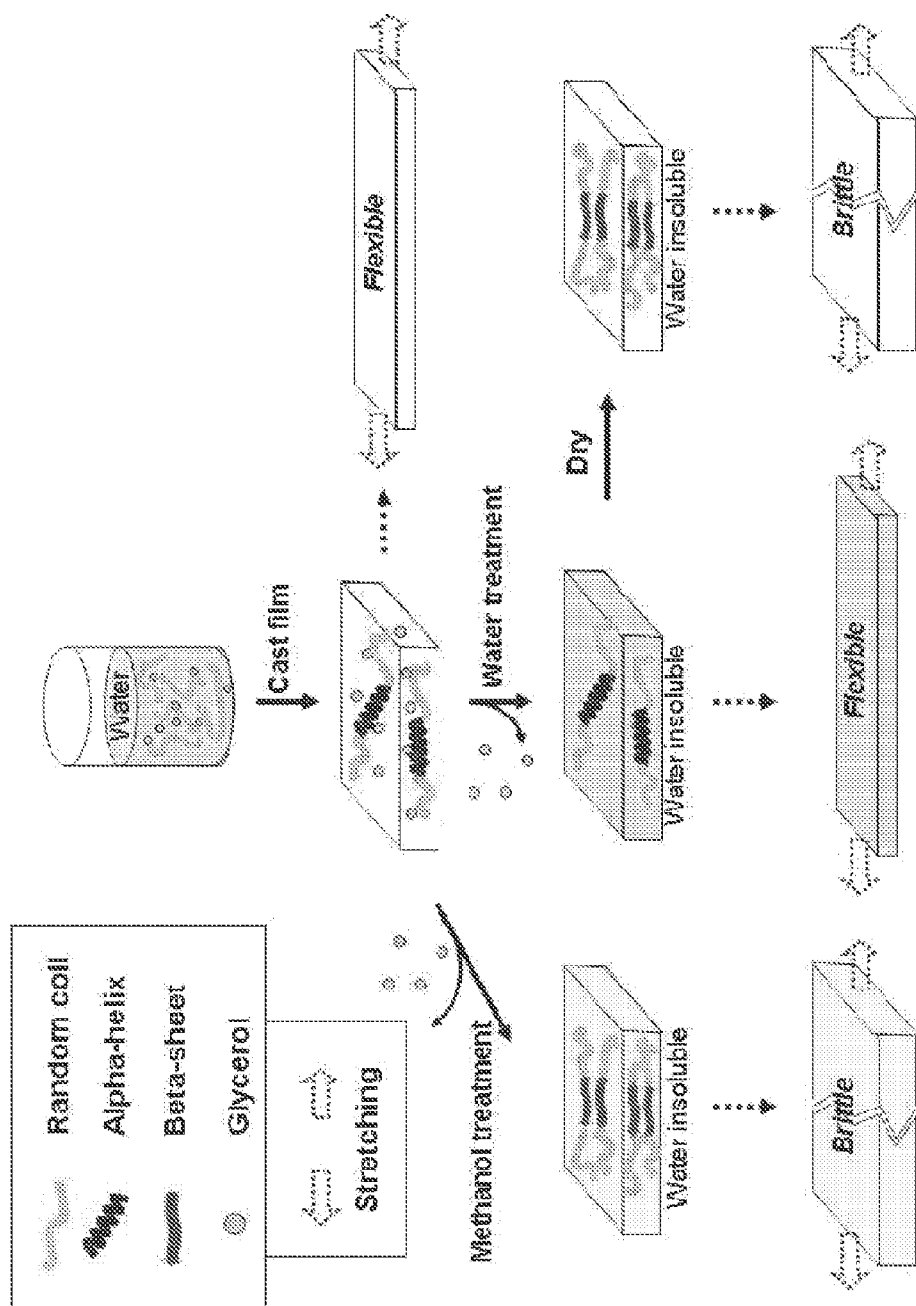 Random coil
Alpha-helix
Beta-sheet
Glycerol
Stretching
Water
Cast film
Flexible
Methanol treatment
Water treatment
Dry
Water insoluble
Water insoluble
Water insoluble
Brittle
Flexible
Brittle